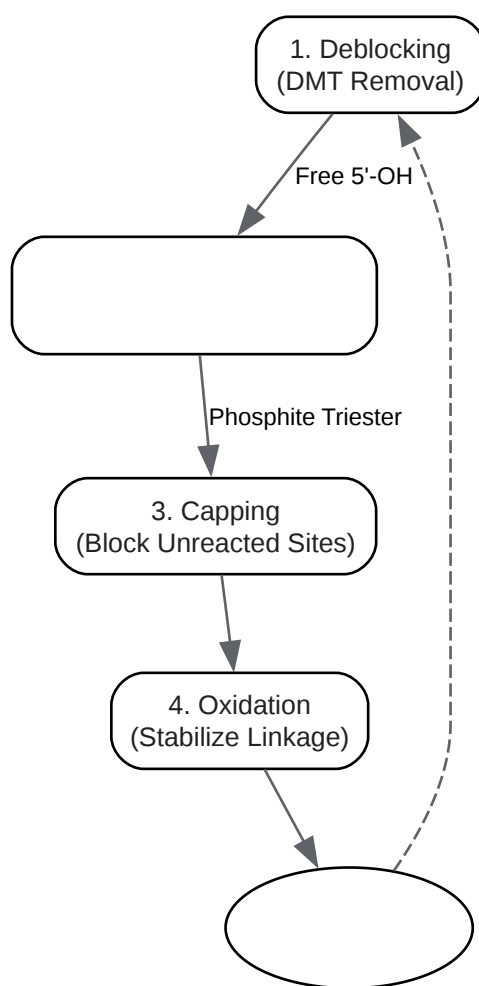 1. Deblocking
(DMT Removal)
Free 5'-OH
Phosphite Triester
3. Capping
(Block Unreacted Sites)
4. Oxidation
(Stabilize Linkage)